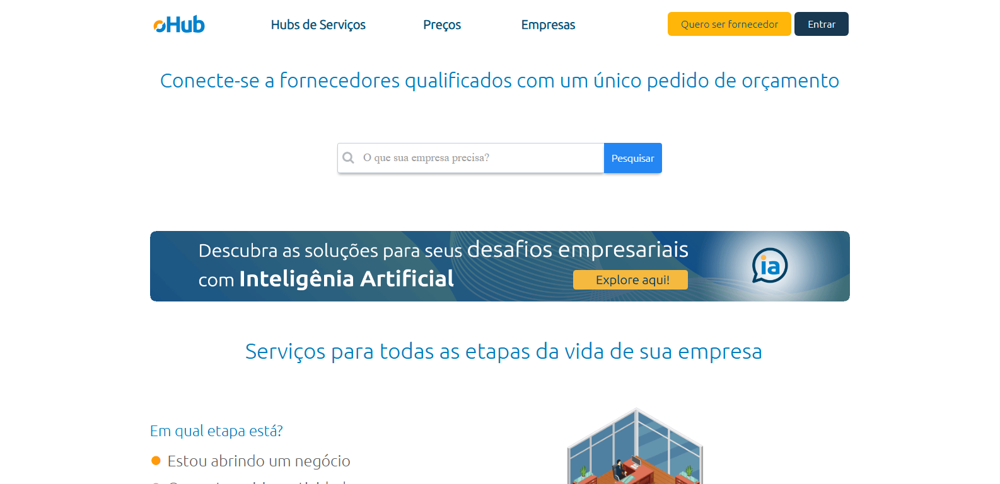 oHub
Hubs de Serviços
Preços
Empresas
Quero ser fornecedor
Entrar
Conecte-se a fornecedores qualificados com um único pedido de orçamento
O que sua empresa precisa?
Pesquisar
Descubra as soluções para seus desafios empresariais
com Inteligênia Artificial
Explore aqui!
ia
Serviços para todas as etapas da vida de sua empresa
Em qual etapa está?
Estou abrindo um negócio